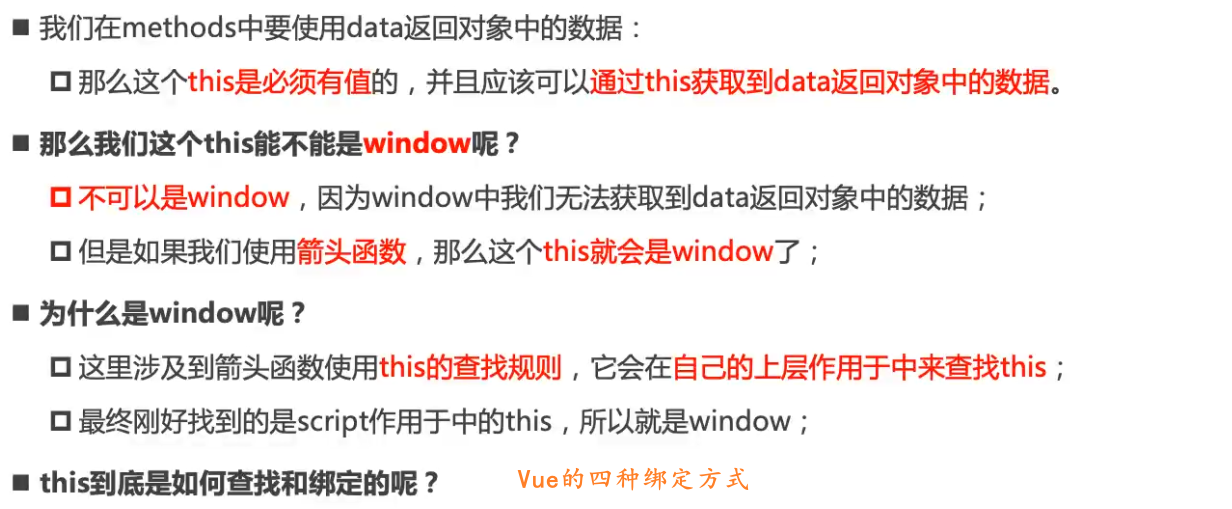 ■ 我们在methods中要使用data返回对象中的数据：
那么这个this是必须有值的，并且应该可以通过this获取到data返回对象中的数据。
■ 那么我们这个this能不能是window呢？
不可以是window，因为window中我们无法获取到data返回对象中的数据；
但是如果我们使用箭头函数，那么这个this就会是window了；
■ 为什么是window呢？
这里涉及到箭头函数使用this的查找规则，它会在自己的上层作用于中来查找this；
最终刚好找到的是script作用于中的this，所以就是window；
■ this到底是如何查找和绑定的呢？ Vue的四种绑定方式